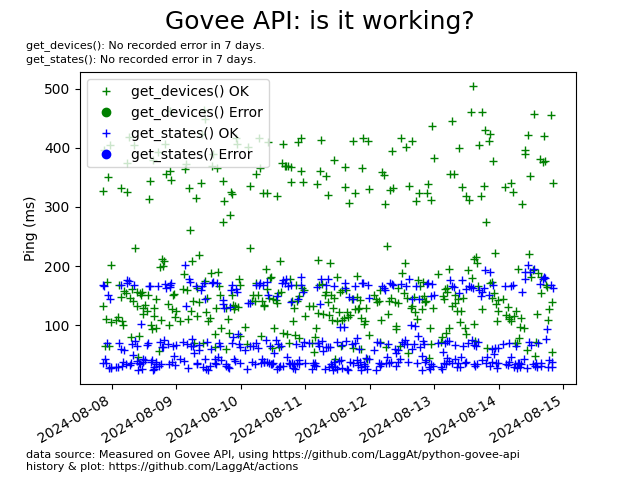 Govee API: is it working?
get_devices(): No recorded error in 7 days.
get_states(): No recorded error in 7 days.
get_devices() OK
get_devices() Error
get_states() OK
get_states() Error
Ping (ms)
500
400
300
200
100
2024-08-08
2024-08-09
2024-08-10
2024-08-11
2024-08-12
2024-08-13
2024-08-14
2024-08-15
data source: Measured on Govee API, using https://github.com/LaggAt/python-govee-api
history & plot: https://github.com/LaggAt/actions